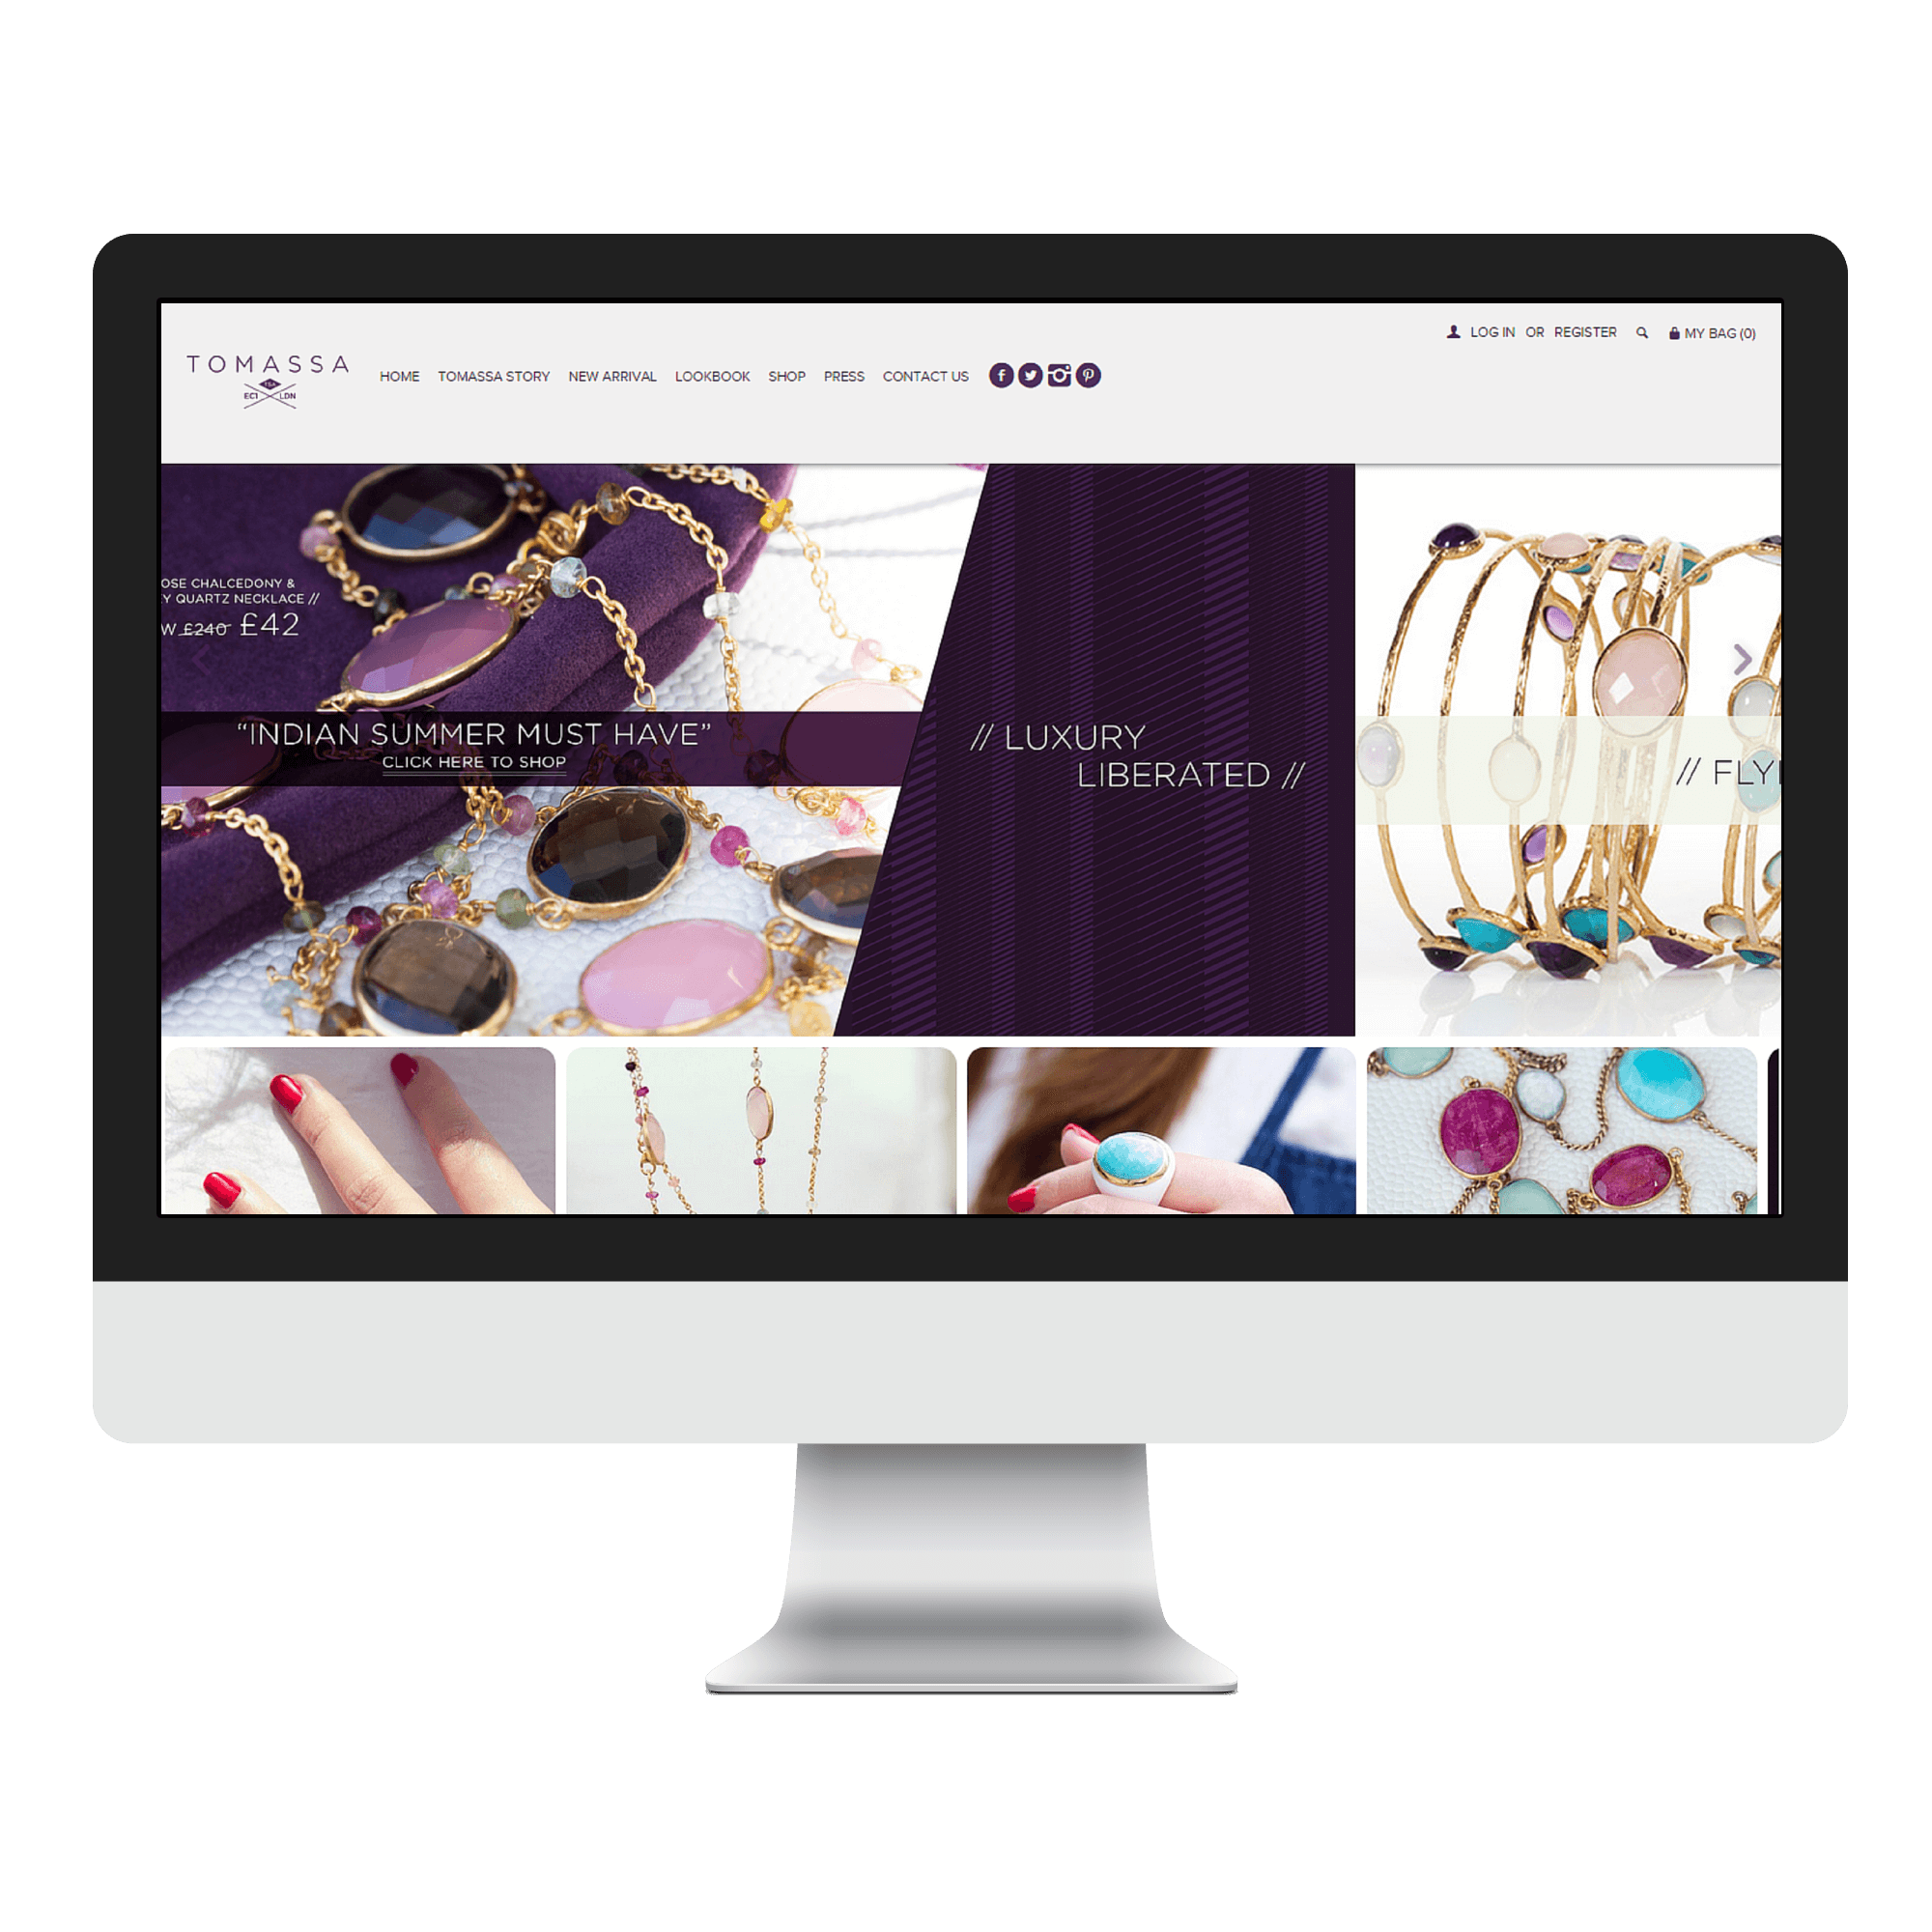 LOG IN OR REGISTER MY BAG (0)
TOMASSA
TSA
EC1 LDN
HOME TOMASSA STORY NEW ARRIVAL LOOKBOOK SHOP PRESS CONTACT US
OSE CHALCEDONY &
Y QUARTZ NECKLACE //
W £240 £42
“INDIAN SUMMER MUST HAVE”
CLICK HERE TO SHOP
// LUXURY
LIBERATED //
// FLY